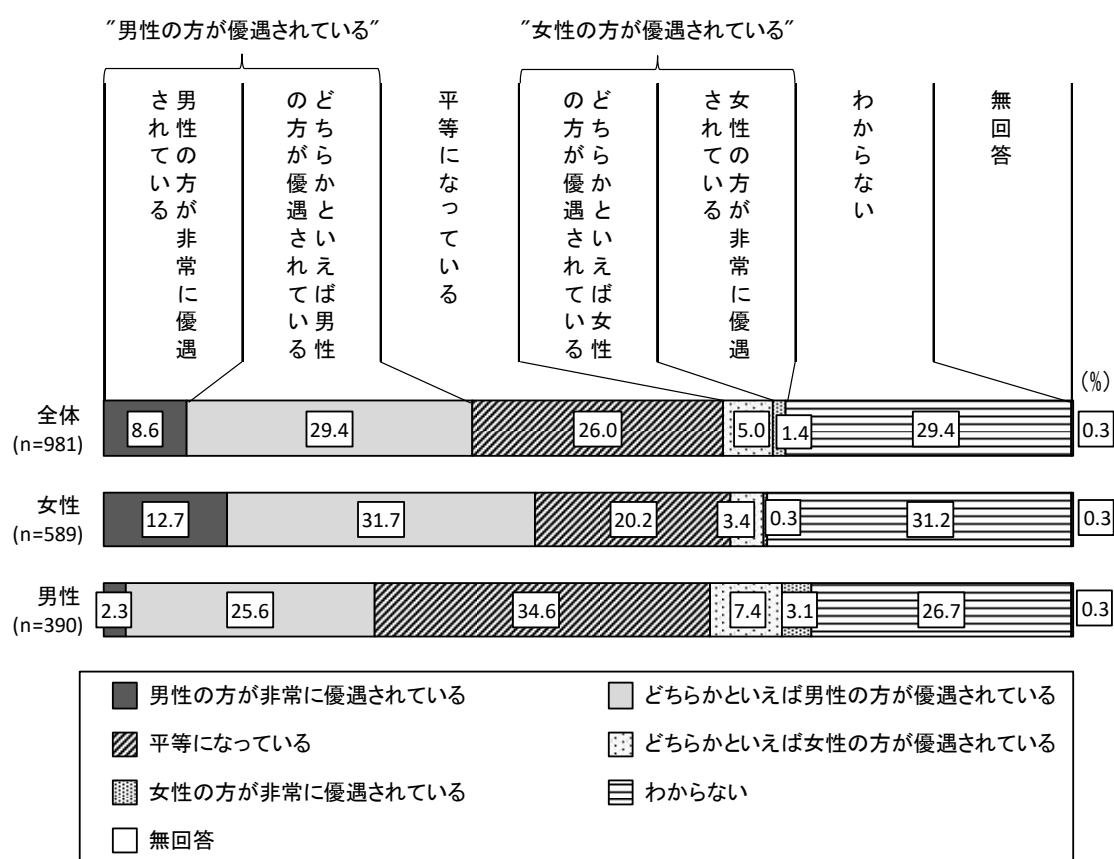 "男性の方が優遇されている"
"女性の方が優遇されている"
男性の方が非常に優遇
されている
どちらかといえば男性
の方が優遇されている
平等になっている
どちらかといえば女性
の方が優遇されている
女性の方が非常に優遇
されている
わからない
無回答
(%)
全体
(n=981)
8.6
29.4
26.0
5.0
1.4
29.4
0.3
女性
(n=589)
12.7
31.7
20.2
3.4
0.3
31.2
0.3
男性
(n=390)
2.3
25.6
34.6
7.4
3.1
26.7
0.3
男性の方が非常に優遇されている
どちらかといえば男性の方が優遇されている
平等になっている
どちらかといえば女性の方が優遇されている
女性の方が非常に優遇されている
わからない
無回答